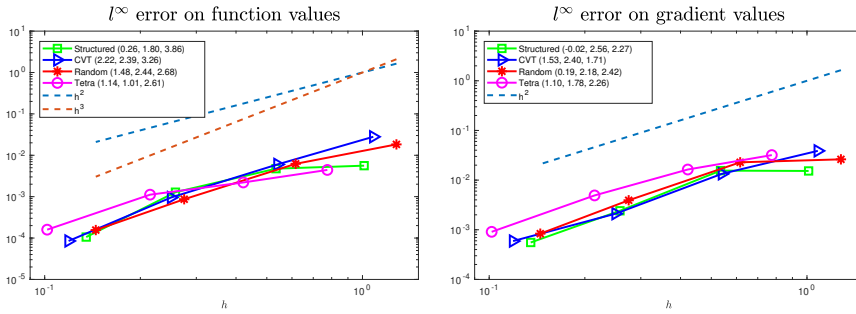 l∞ error on function values
10^1
10^0
10^-1
10^-2
10^-3
10^-4
10^-5
Structured (0.26, 1.80, 3.86)
CVT (2.22, 2.39, 3.26)
Random (1.48, 2.44, 2.68)
Tetra (1.14, 1.01, 2.61)
h^2
h^3
10^-1
10^0
h
l∞ error on gradient values
10^1
10^0
10^-1
10^-2
10^-3
10^-4
Structured (-0.02, 2.56, 2.27)
CVT (1.53, 2.40, 1.71)
Random (0.19, 2.18, 2.42)
Tetra (1.10, 1.78, 2.26)
h^2
10^-1
10^0
h